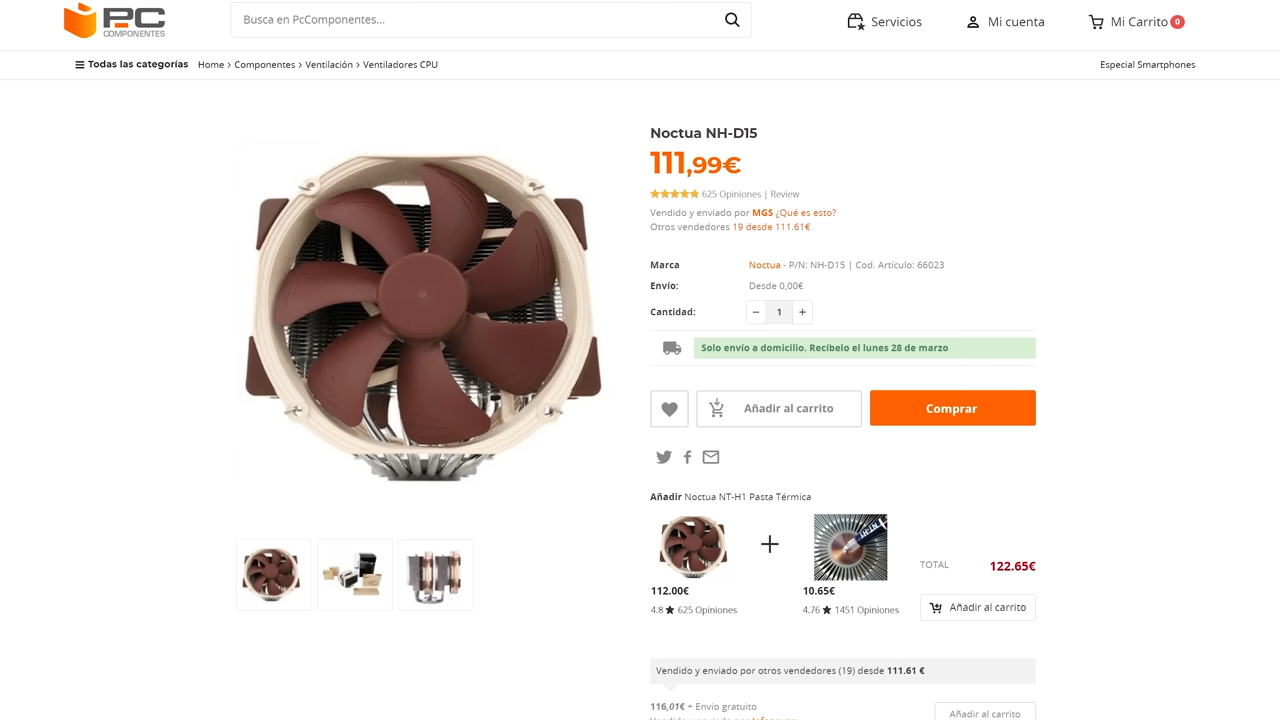 PC
COMPONENTES
Busca en PcComponentes...
Servicios
Mi cuenta
Mi Carrito 0
Todas las categorías Home > Componentes > Ventilación > Ventiladores CPU
Especial Smartphones
Noctua NH-D15
111,99€
625 Opiniones | Review
Vendido y enviado por MGS ¿Qué es esto?
Otros vendedores 19 desde 111.61€
Marca Noctua - P/N: NH-D15 | Cod. Artículo: 66023
Envío: Desde 0,00€
Cantidad: − 1 +
Solo envío a domicilio. Recíbelo el lunes 28 de marzo
Añadir al carrito
Comprar
Añadir Noctua NT-H1 Pasta Térmica
+
TOTAL 122.65€
112.00€
10.65€
4.8 ★ 625 Opiniones
4.76 ★ 1451 Opiniones
Añadir al carrito
Vendido y enviado por otros vendedores (19) desde 111.61 €
116,01€ + Envio gratuito
Añadir al carrito